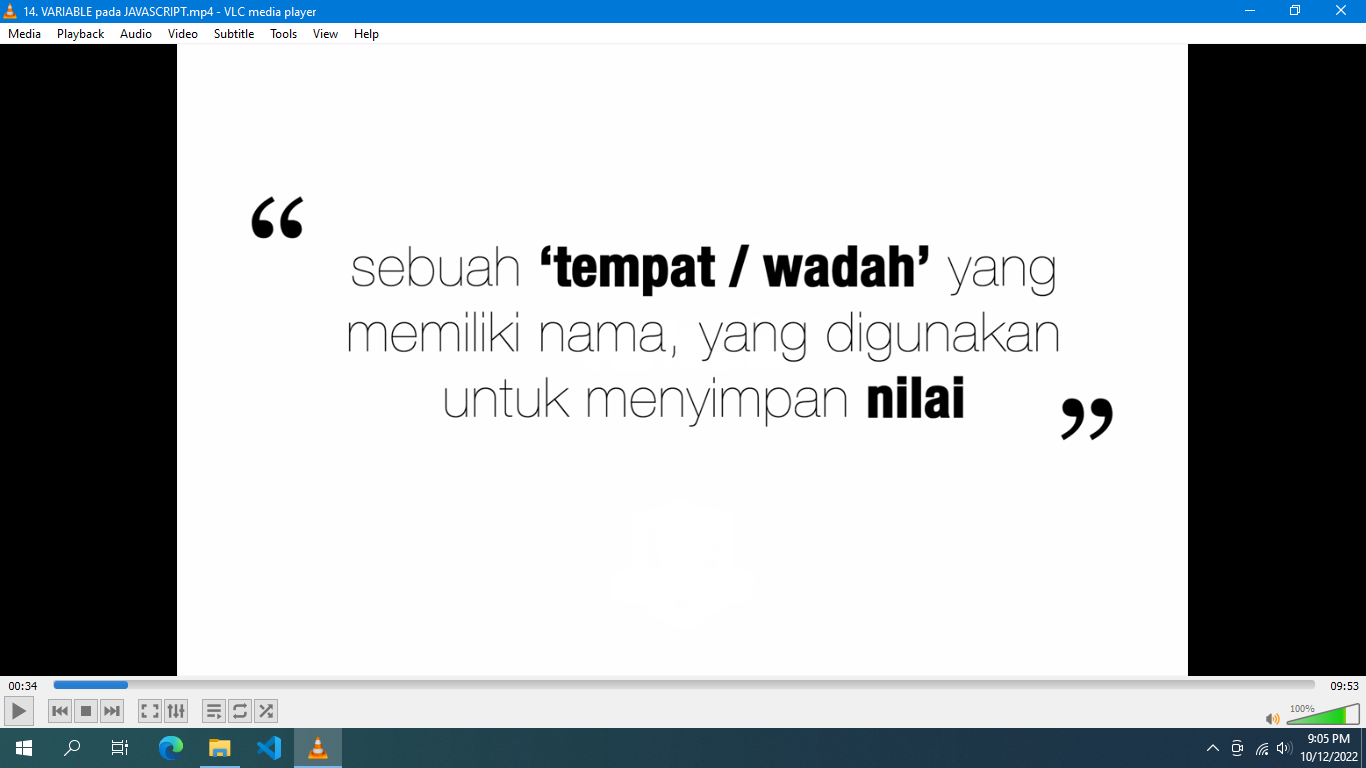 14. VARIABLE pada JAVASCRIPT.mp4 - VLC media player
Media Playback Audio Video Subtitle Tools View Help
“
sebuah ‘tempat / wadah’ yang
memiliki nama, yang digunakan
untuk menyimpan nilai
”
00:34 09:53
100%
9:05 PM
10/12/2022